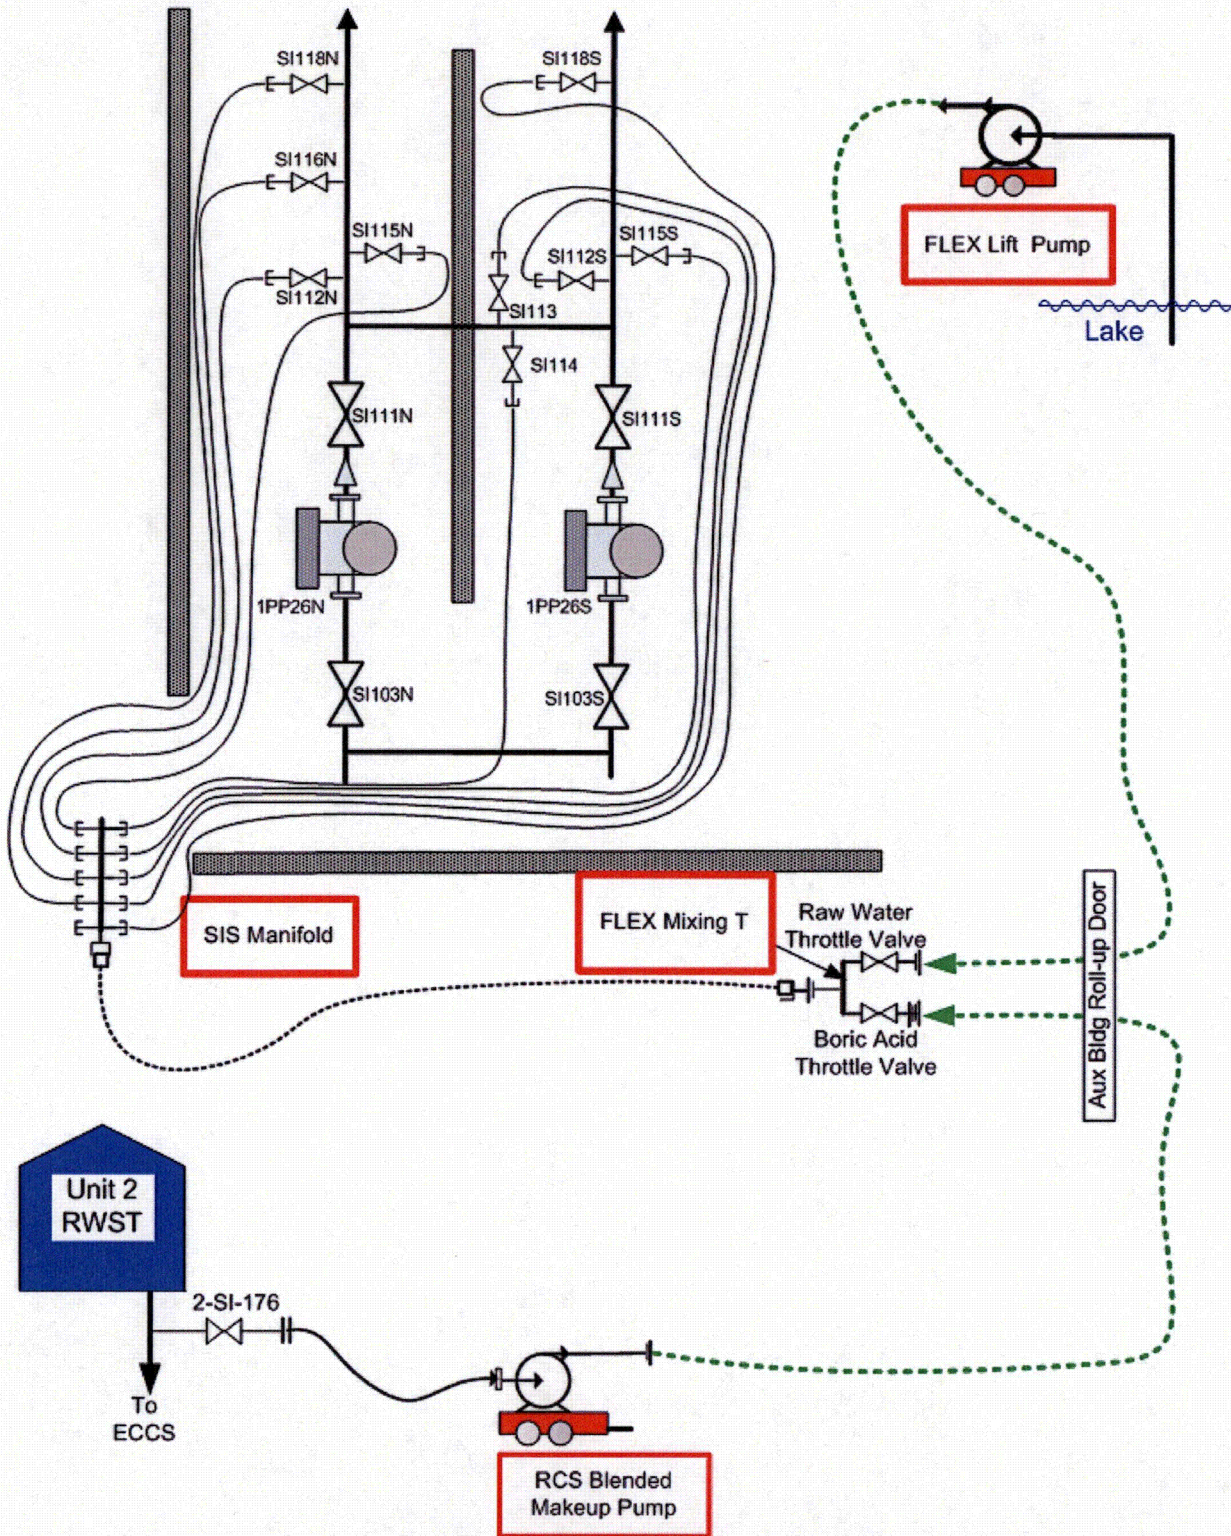 SI118N
SI118S
SI116N
SI115N
SI115S
SI112S
SI112N
SI113
SI114
SI111N
SI111S
1PP26N
1PP26S
SI103N
SI103S
FLEX Lift Pump
Lake
SIS Manifold
FLEX Mixing T
Raw Water
Throttle Valve
Boric Acid
Throttle Valve
Aux Bldg Roll-up Door
Unit 2
RWST
2-SI-176
To
ECCS
RCS Blended
Makeup Pump